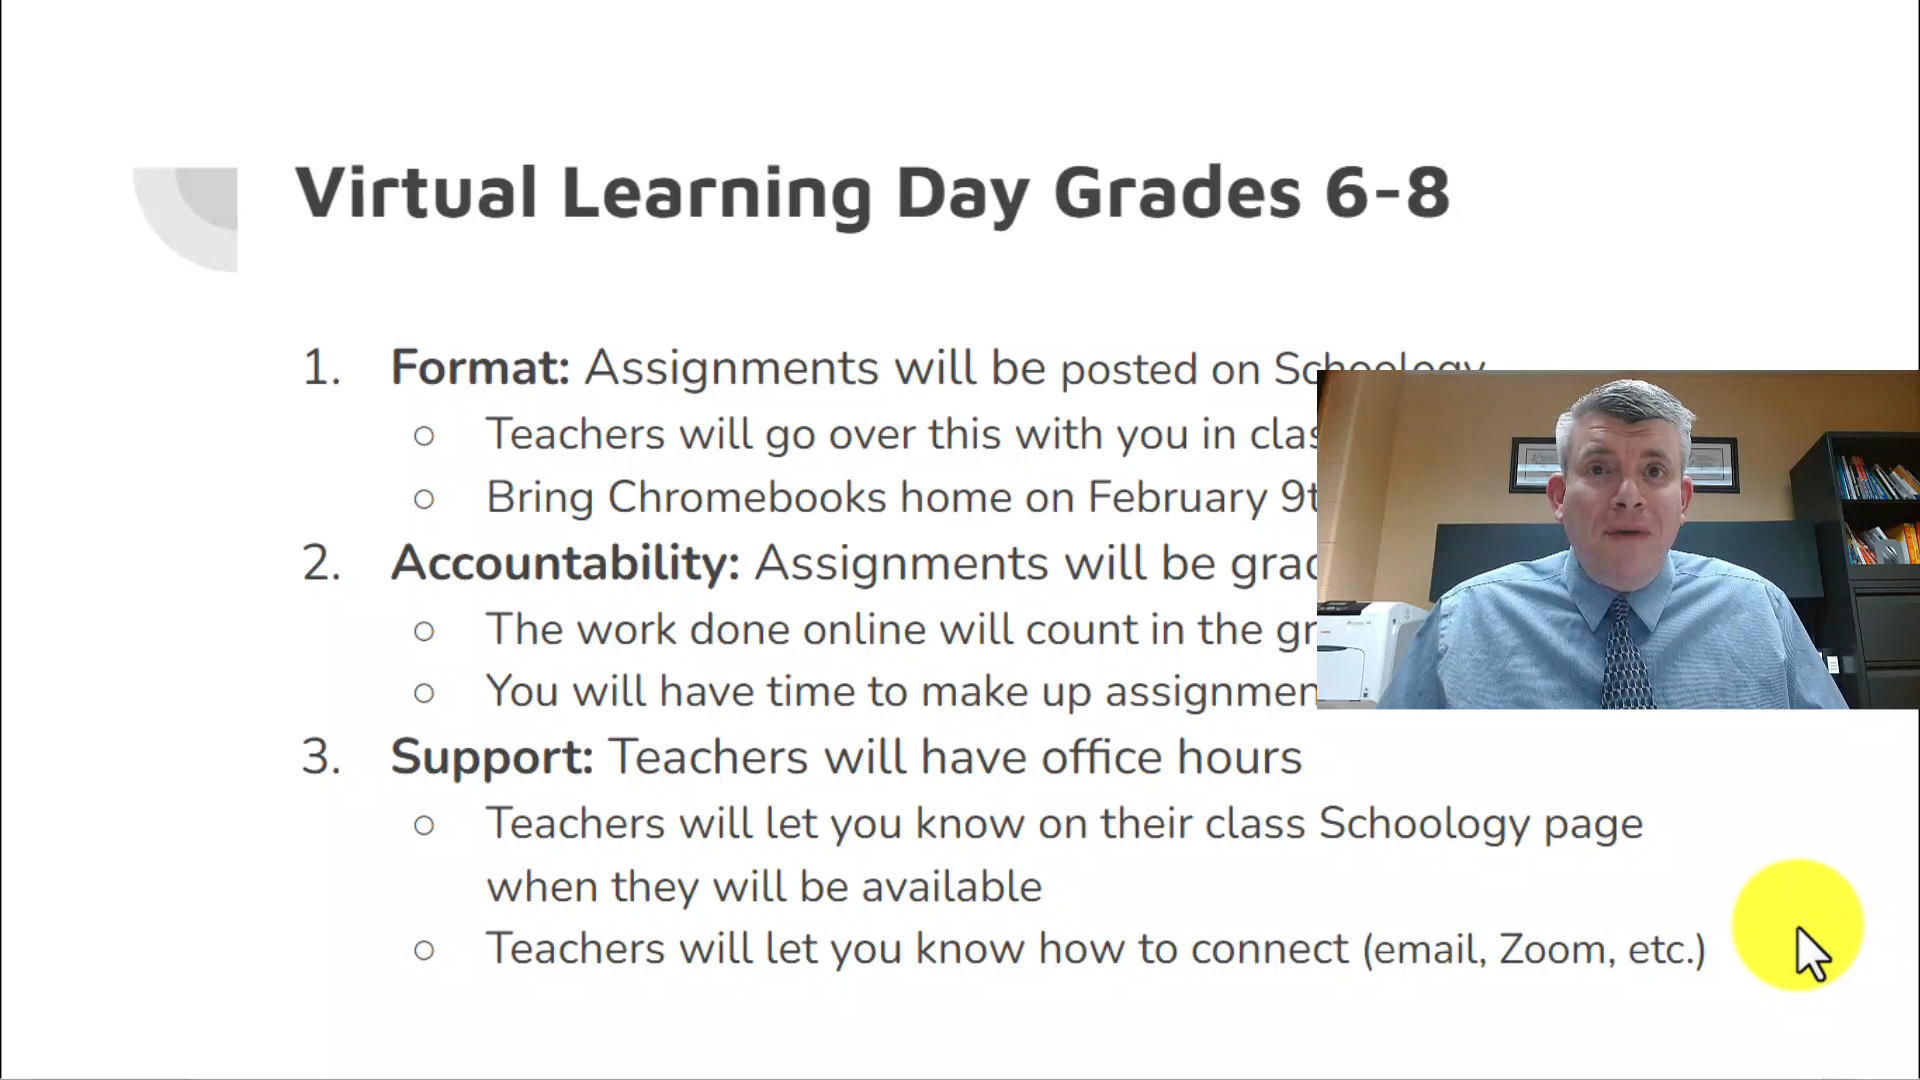 Virtual Learning Day Grades 6-8
1. Format: Assignments will be posted on Schoology
○ Teachers will go over this with you in
○ Bring Chromebooks home on February
2. Accountability: Assignments will be
○ The work done online will count in the
○ You will have time to make up
3. Support: Teachers will have office hours
○ Teachers will let you know on their class Schoology page
when they will be available
○ Teachers will let you know how to connect (email, Zoom, etc.)